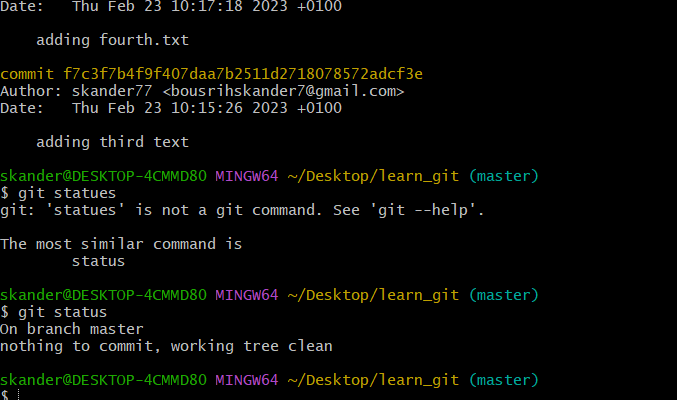 Date:   Thu Feb 23 10:17:18 2023 +0100
    adding fourth.txt
commit f7c3f7b4f9f407daa7b2511d2718078572adcf3e
Author: skander77 <bousrihskander7@gmail.com>
Date:   Thu Feb 23 10:15:26 2023 +0100
    adding third text
skander@DESKTOP-4CMMD80 MINGW64 ~/Desktop/learn_git (master)
$ git statues
git: 'statues' is not a git command. See 'git --help'.
The most similar command is
        status
skander@DESKTOP-4CMMD80 MINGW64 ~/Desktop/learn_git (master)
$ git status
On branch master
nothing to commit, working tree clean
skander@DESKTOP-4CMMD80 MINGW64 ~/Desktop/learn_git (master)
$